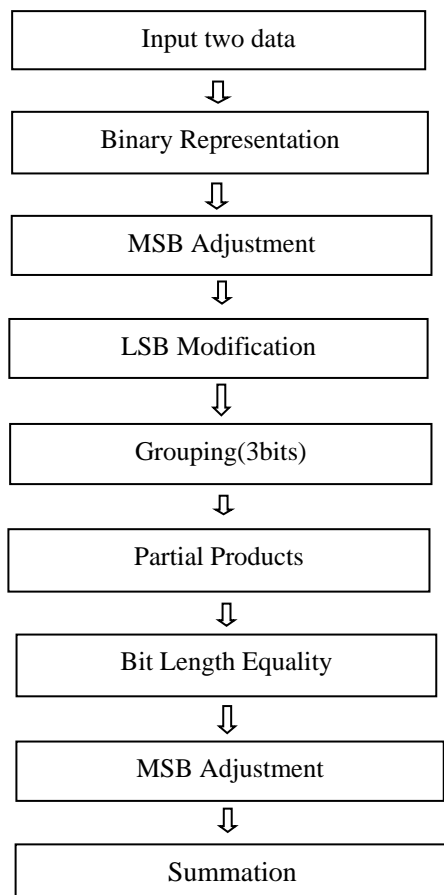 Input two data
Binary Representation
MSB Adjustment
LSB Modification
Grouping(3bits)
Partial Products
Bit Length Equality
MSB Adjustment
Summation